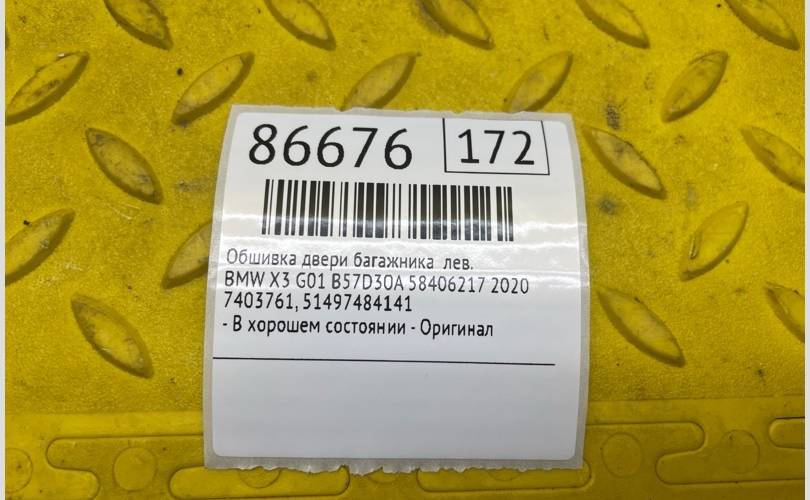 86676 172
Обшивка двери багажника лев.
BMW X3 G01 B57D30A 58406217 2020
7403761, 51497484141
- В хорошем состоянии - Оригинал